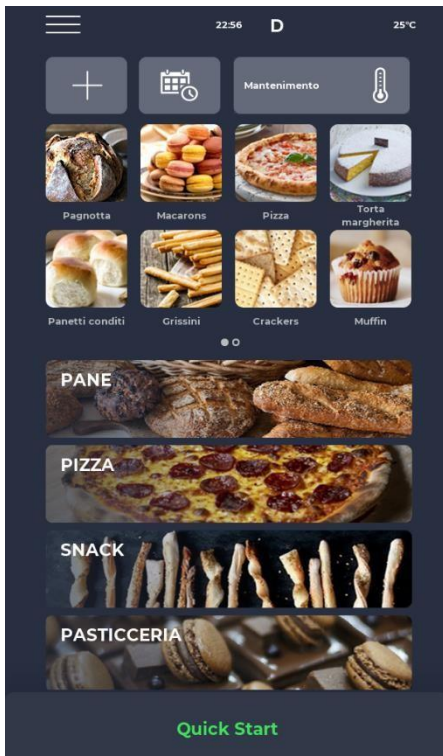 22:56 D 25°C
Mantenimento
Pagnotta Macarons Pizza Torta
margherita
Panetti conditi Grissini Crackers Muffin
PANE
PIZZA
SNACK
PASTICCERIA
Quick Start